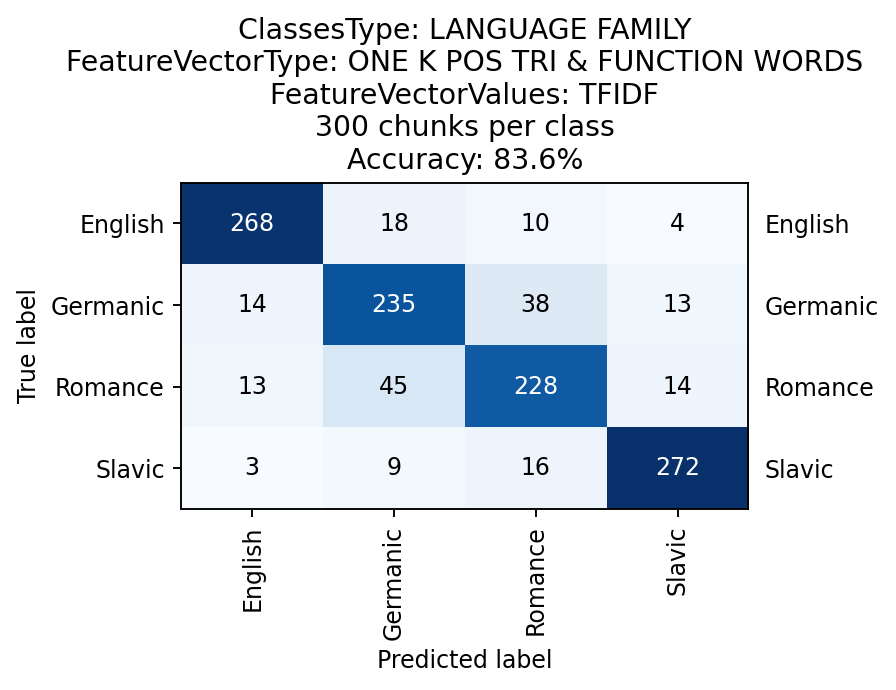 ClassesType: LANGUAGE FAMILY
FeatureVectorType: ONE K POS TRI & FUNCTION WORDS
FeatureVectorValues: TFIDF
300 chunks per class
Accuracy: 83.6%
English 268 18 10 4 English
Germanic 14 235 38 13 Germanic
Romance 13 45 228 14 Romance
Slavic 3 9 16 272 Slavic
True label
English Germanic Romance Slavic
Predicted label